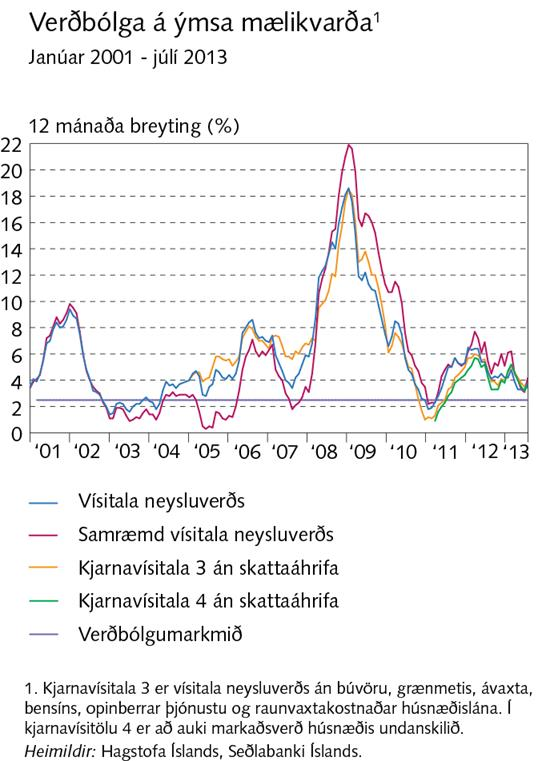 Verðbólga á ýmsa mælikvarða¹
Janúar 2001 - júlí 2013
12 mánaða breyting (%)
22
20
18
16
14
12
10
8
6
4
2
0
‘01 ‘02 ‘03 ‘04 ‘05 ‘06 ‘07 ‘08 ‘09 ‘10 ‘11 ‘12 ‘13
Vísitala neysluverðs
Samræmd vísitala neysluverðs
Kjarnavísitala 3 án skattaáhrifa
Kjarnavísitala 4 án skattaáhrifa
Verðbólgumarkmið
1. Kjarnavísitala 3 er vísitala neysluverðs án búvöru, grænmetis, ávaxta,
bensíns, opinberrar þjónustu og raunvaxtakostnaðar húsnæðislána. Í
kjarnavísitölu 4 er að auki markaðsverð húsnæðis undanskilið.
Heimildir: Hagstofa Íslands, Seðlabanki Íslands.